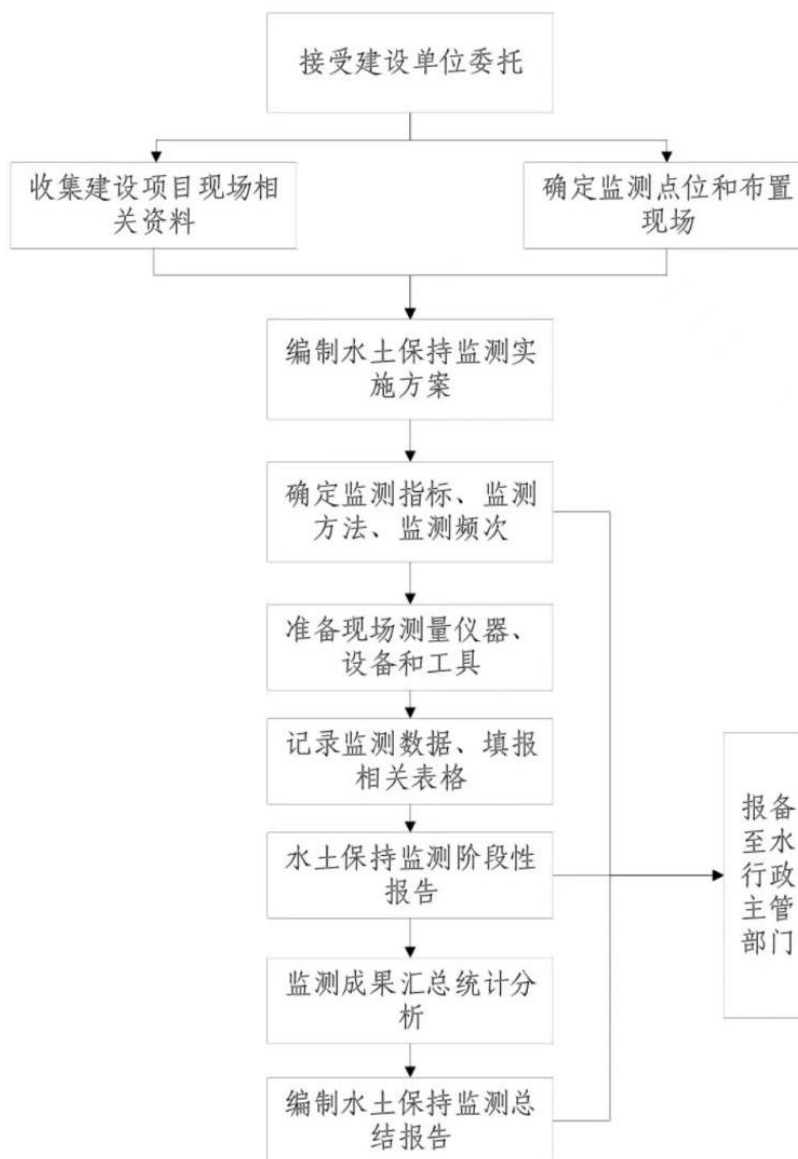 接受建设单位委托
收集建设项目现场相
关资料
确定监测点位和布置
现场
编制水土保持监测实
施方案
确定监测指标、监测
方法、监测频次
准备现场测量仪器、
设备和工具
记录监测数据、填报
相关表格
水土保持监测阶段性
报告
监测成果汇总统计分
析
编制水土保持监测总
结报告
报备
至水
行政
主管
部门